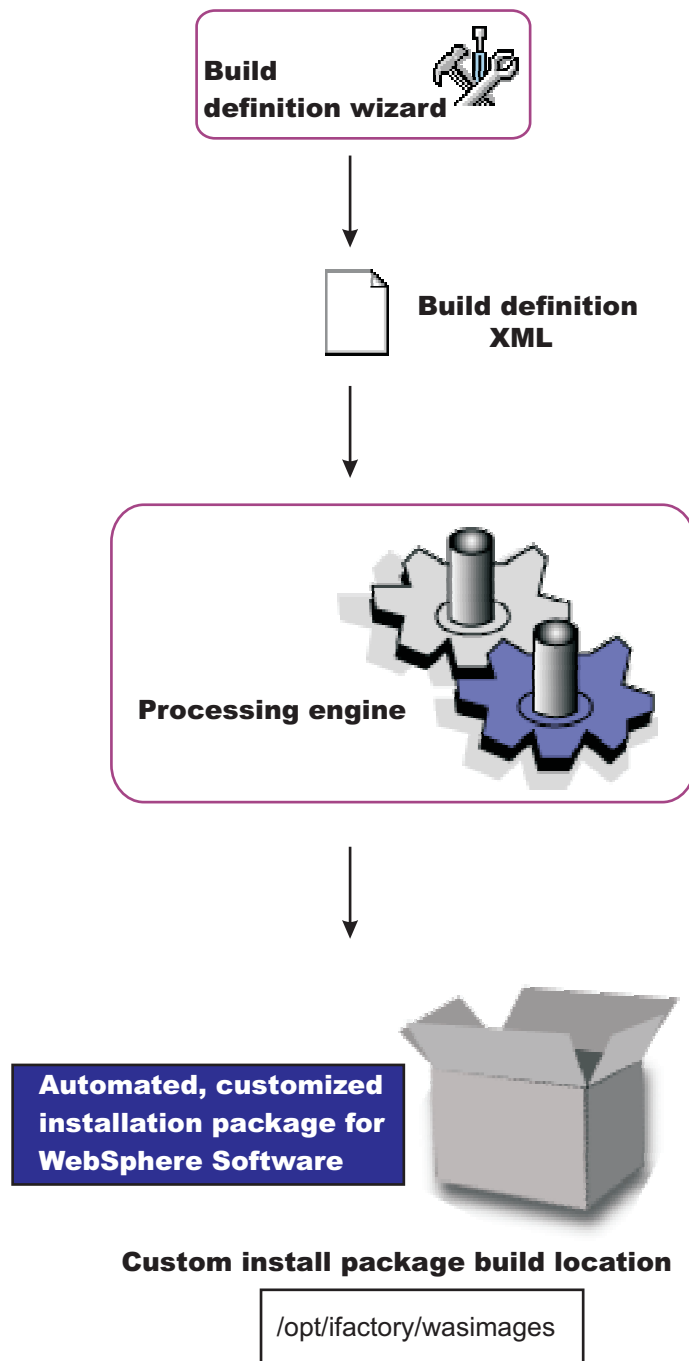 Build
definition wizard
Build definition
XML
Processing engine
Automated, customized
installation package for
WebSphere Software
Custom install package build location
/opt/ifactory/wasimages